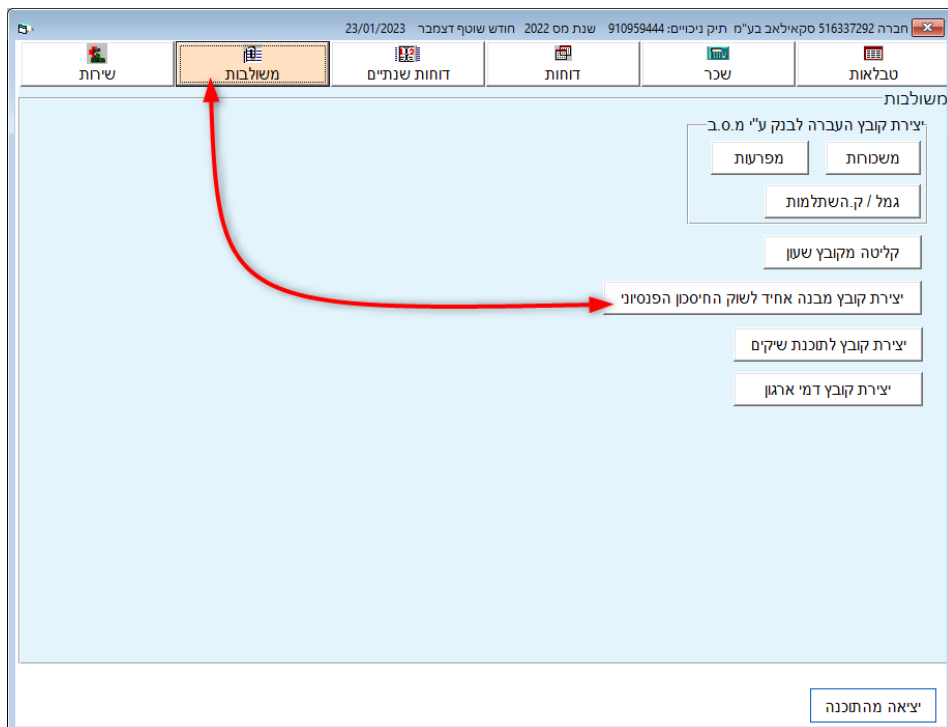 חברה 516337292 סקאילאב בע"מ תיק ניכויים: 910959444 שנת מס 2022 חודש שוטף דצמבר 23/01/2023
טבלאות
שכר
דוחות
דוחות שנתיים
משולבות
שירות
משולבות
יצירת קובץ העברה לבנק ע"י מ.ס.ב
משכורות
מפרעות
גמל / ק.השתלמות
קליטה מקובץ שעון
יצירת קובץ מבנה אחיד לשוק החיסכון הפנסיוני
יצירת קובץ לתוכנת שיקים
יצירת קובץ דמי ארגון
יציאה מהתוכנה